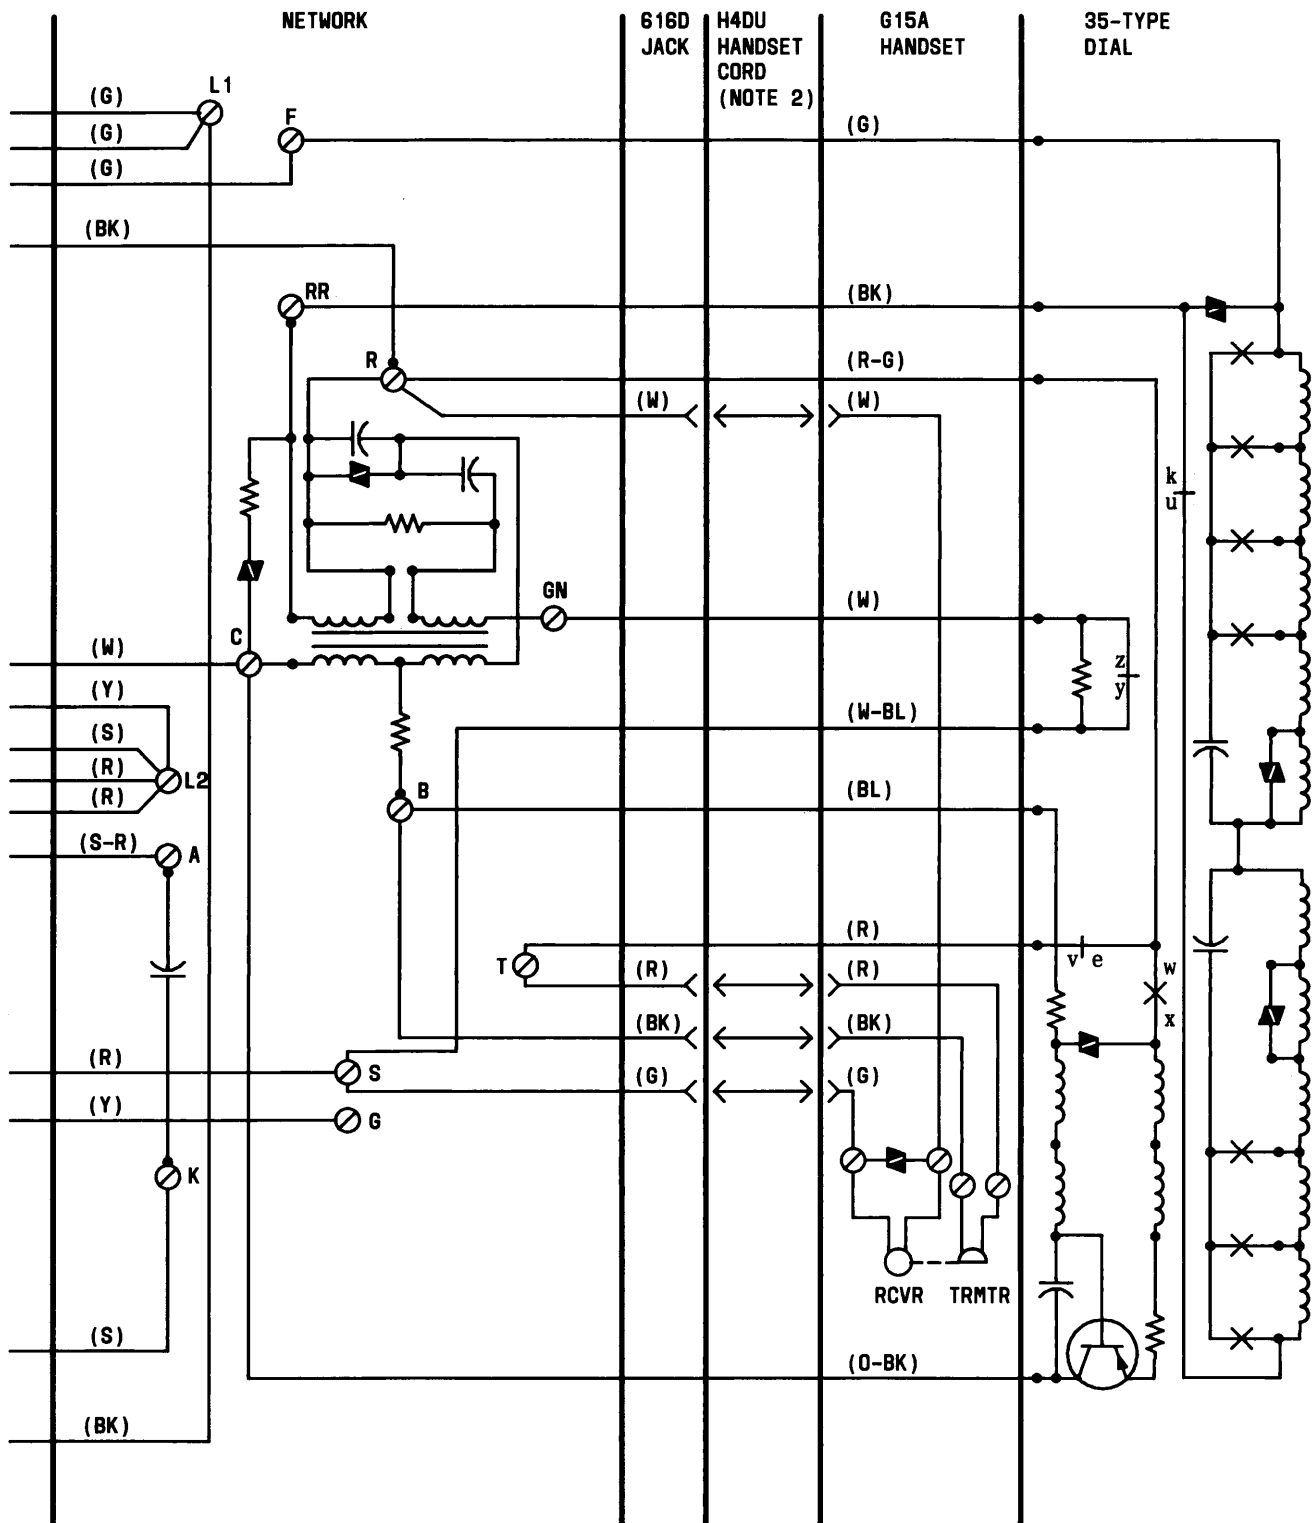 NETWORK
616D
JACK
H4DU
HANDSET
CORD
(NOTE 2)
G15A
HANDSET
35-TYPE
DIAL
L1
(G)
F
(G)
(G)
(G)
(BK)
RR
(BK)
R
(R-G)
(W)
(W)
k
u
GN
(W)
C
(W)
z
y
(Y)
(W-BL)
(S)
(R)
L2
(R)
B
(BL)
(S-R)
A
(R)
v e
w
T
(R)
(R)
x
(BK)
(BK)
(R)
S
(G)
(G)
(Y)
G
K
RCVR
TRMTR
(S)
(O-BK)
(BK)